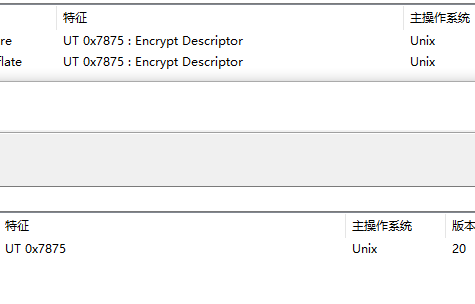 特征 主操作系统
re UT 0x7875 : Encrypt Descriptor Unix
flate UT 0x7875 : Encrypt Descriptor Unix
特征 主操作系统 版本
UT 0x7875 Unix 20